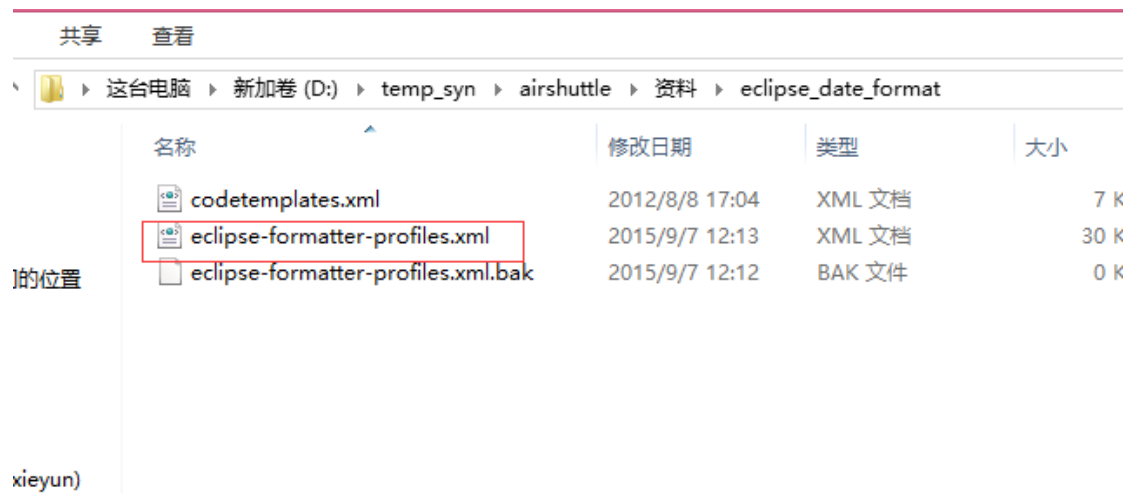 共享 查看
这台电脑 新加卷 (D:) temp_syn airshuttle 资料 eclipse_date_format
名称 修改日期 类型 大小
codetemplates.xml 2012/8/8 17:04 XML 文档 7 K
eclipse-formatter-profiles.xml 2015/9/7 12:13 XML 文档 30 K
eclipse-formatter-profiles.xml.bak 2015/9/7 12:12 BAK 文件 0 K
的位置
xieyun)